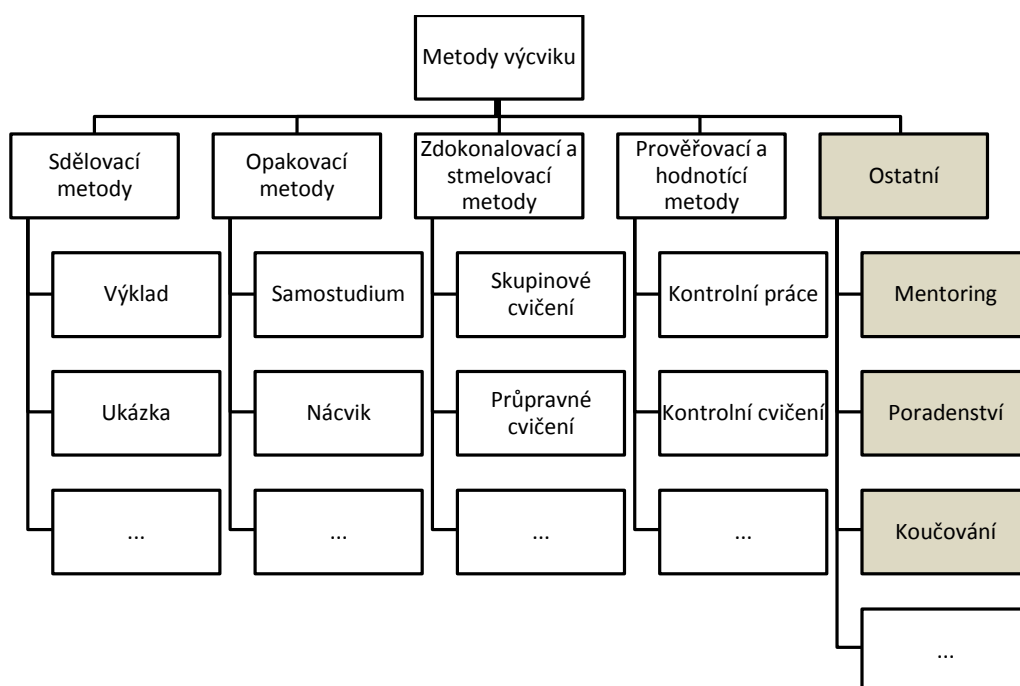 Metody výcviku
Sdělovací
metody
Opakovací
metody
Zdokonalovací a
stmelovací
metody
Prověřovací a
hodnotící
metody
Ostatní
Výklad
Samostudium
Skupinové
cvičení
Kontrolní práce
Mentoring
Ukázka
Nácvik
Průpravné
cvičení
Kontrolní cvičení
Poradenství
...
...
...
...
Koučování
...